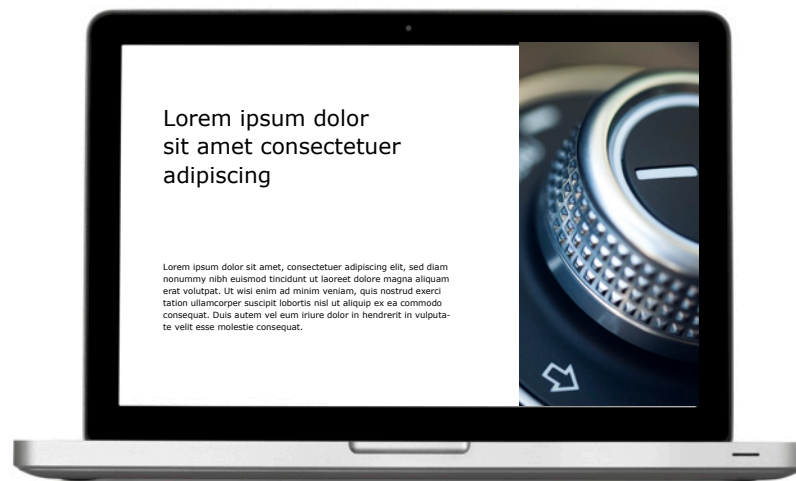 Lorem ipsum dolor
sit amet consectetuer
adipiscing
Lorem ipsum dolor sit amet, consectetuer adipiscing elit, sed diam
nonummy nibh euismod tincidunt ut laoreet dolore magna aliquam
erat volutpat. Ut wisi enim ad minim veniam, quis nostrud exerci
tation ullamcorper suscipit lobortis nisl ut aliquip ex ea commodo
consequat. Duis autem vel eum iriure dolor in hendrerit in vulputa-
te velit esse molestie consequat.